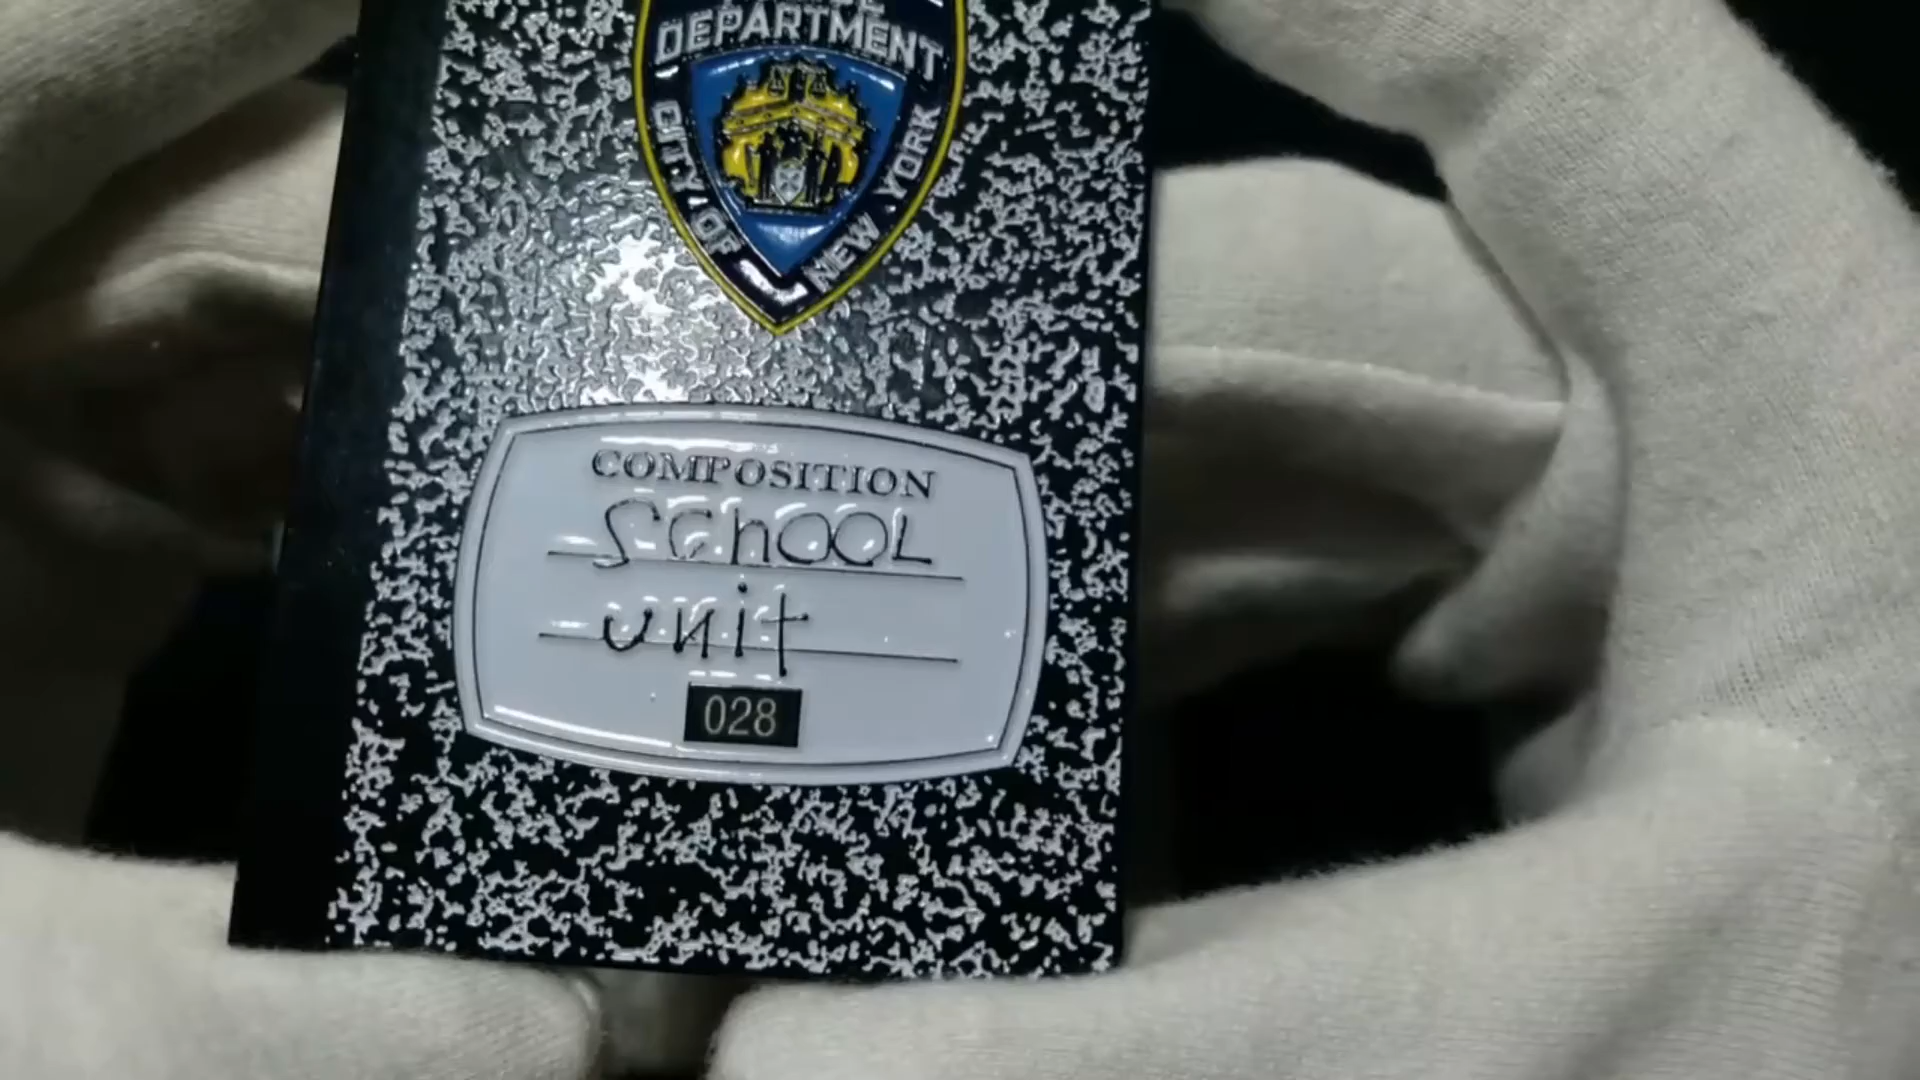 DEPARTMENT
CITY OF NEW YORK
COMPOSITION
SChOOL
unit
028